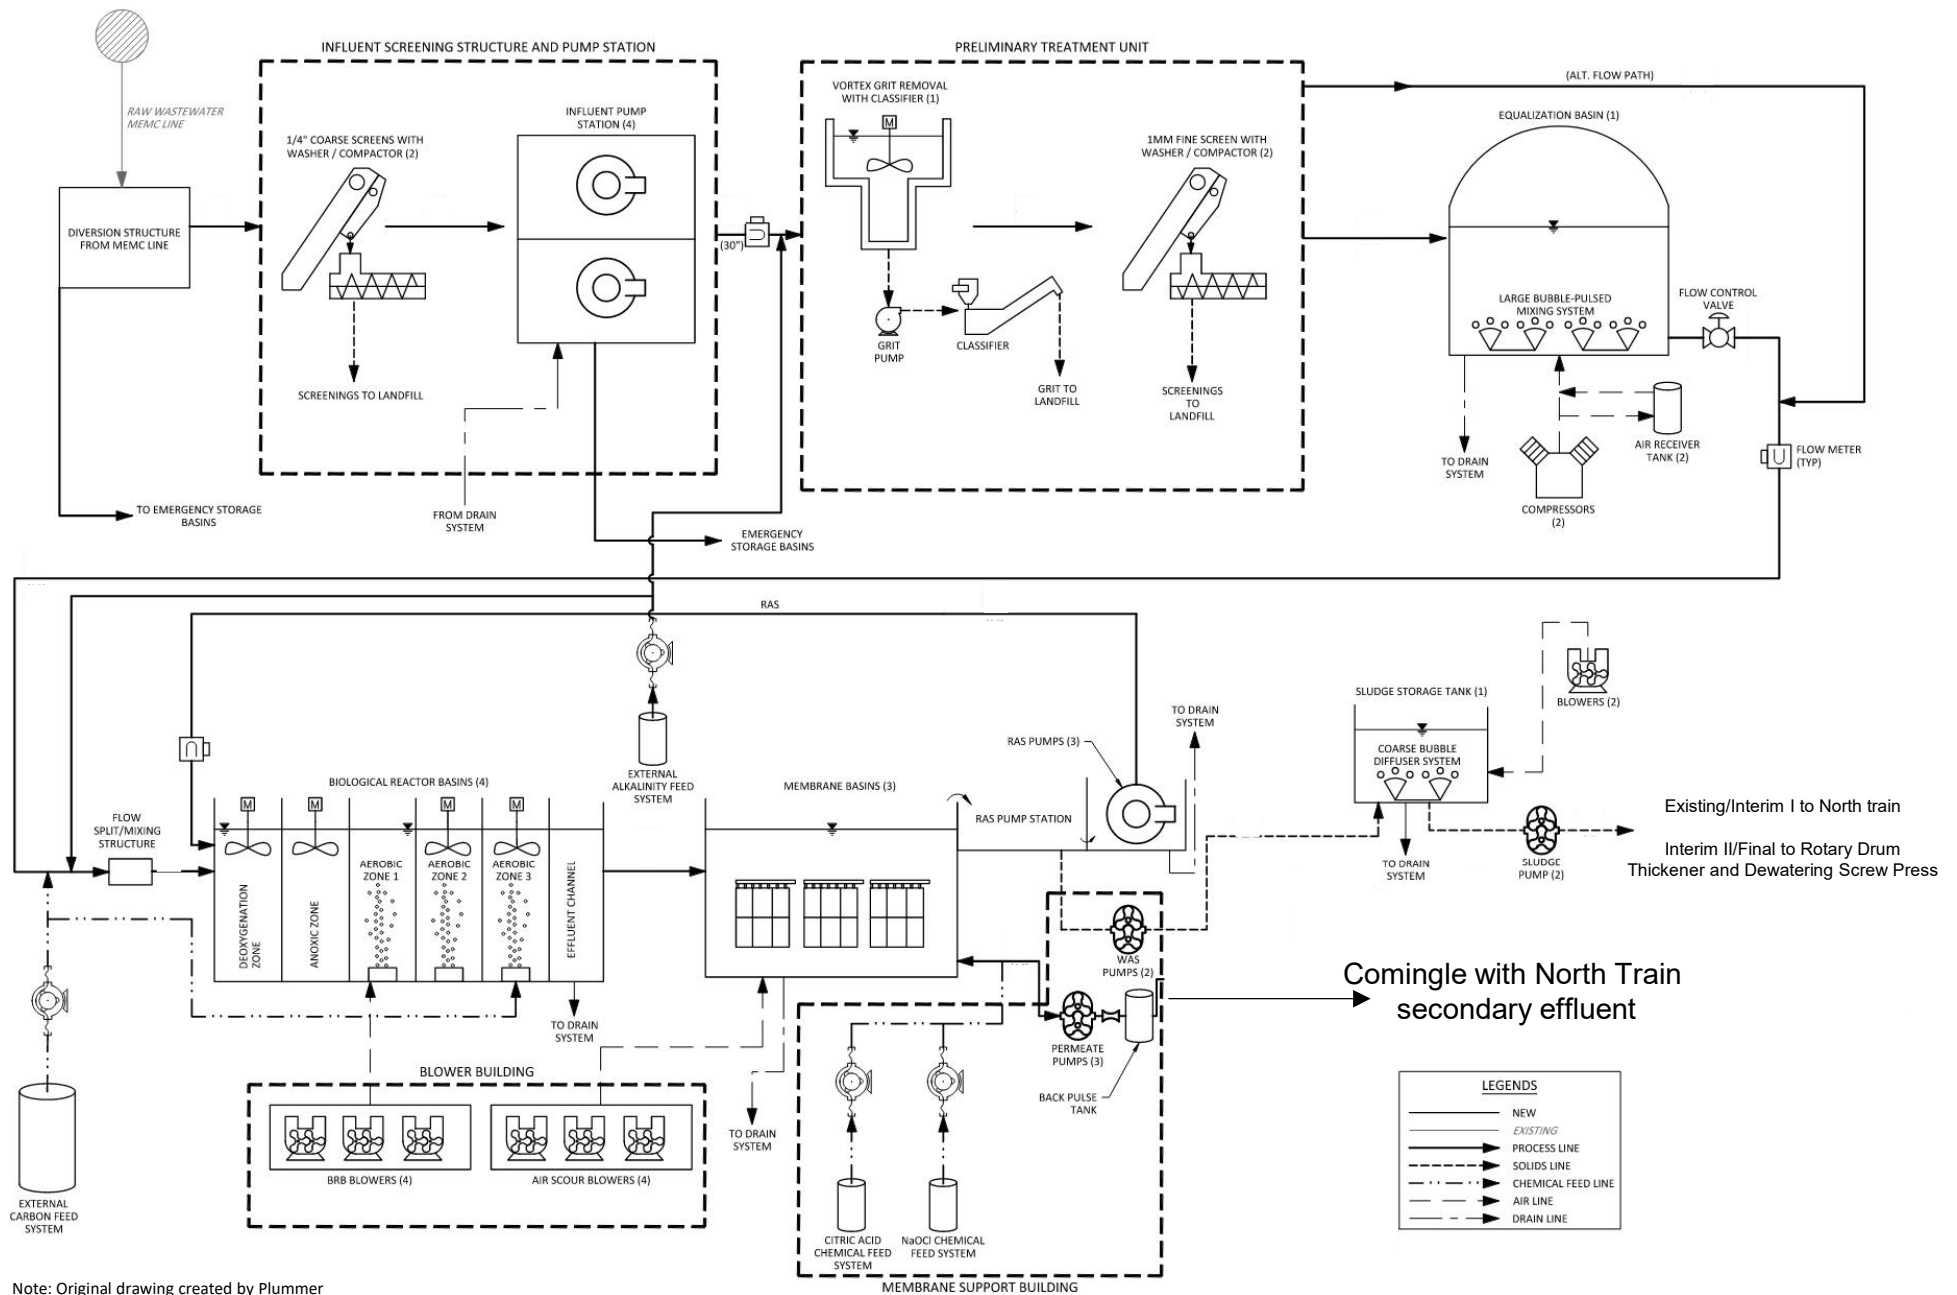 INFLUENT SCREENING STRUCTURE AND PUMP STATION
PRELIMINARY TREATMENT UNIT
(ALT. FLOW PATH)
RAW WASTEWATER
MEMC LINE
DIVERSION STRUCTURE
FROM MEMC LINE
1/4" COARSE SCREENS WITH
WASHER / COMPACTOR (2)
INFLUENT PUMP
STATION (4)
(30")
VORTEX GRIT REMOVAL
WITH CLASSIFIER (1)
M
1MM FINE SCREEN WITH
WASHER / COMPACTOR (2)
EQUALIZATION BASIN (1)
LARGE BUBBLE-PULSED
MIXING SYSTEM
FLOW CONTROL
VALVE
GRIT
PUMP
CLASSIFIER
SCREENINGS TO LANDFILL
GRIT TO
LANDFILL
SCREENINGS
TO
LANDFILL
TO DRAIN
SYSTEM
AIR RECEIVER
TANK (2)
FLOW METER
(TYP)
COMPRESSORS
(2)
TO EMERGENCY STORAGE
BASINS
FROM DRAIN
SYSTEM
EMERGENCY
STORAGE BASINS
RAS
EXTERNAL
ALKALINITY FEED
SYSTEM
TO DRAIN
SYSTEM
SLUDGE STORAGE TANK (1)
BLOWERS (2)
COARSE BUBBLE
DIFFUSER SYSTEM
RAS PUMPS (3)
RAS PUMP STATION
BIOLOGICAL REACTOR BASINS (4)
MEMBRANE BASINS (3)
FLOW
SPLIT/MIXING
STRUCTURE
M
M
M
M
DEOXYGENATION
ZONE
ANOXIC ZONE
AEROBIC
ZONE 1
AEROBIC
ZONE 2
AEROBIC
ZONE 3
EFFLUENT CHANNEL
TO DRAIN
SYSTEM
TO DRAIN
SYSTEM
SLUDGE
PUMP (2)
Existing/Interim I to North train
Interim II/Final to Rotary Drum
Thickener and Dewatering Screw Press
WAS
PUMPS (2)
Comingle with North Train
secondary effluent
PERMEATE
PUMPS (3)
BACK PULSE
TANK
BLOWER BUILDING
BRB BLOWERS (4)
AIR SCOUR BLOWERS (4)
TO DRAIN
SYSTEM
EXTERNAL
CARBON FEED
SYSTEM
CITRIC ACID
CHEMICAL FEED
SYSTEM
NaOCl CHEMICAL
FEED SYSTEM
MEMBRANE SUPPORT BUILDING
LEGENDS
NEW
EXISTING
PROCESS LINE
SOLIDS LINE
CHEMICAL FEED LINE
AIR LINE
DRAIN LINE
Note: Original drawing created by Plummer